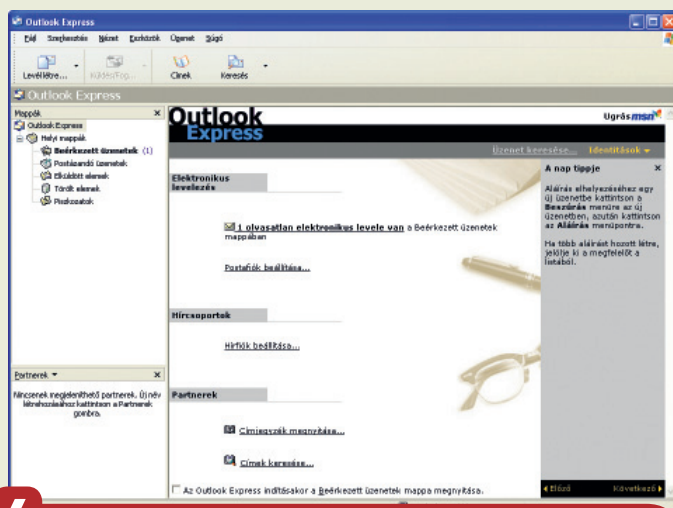 Outlook Express
Fájl Szerkesztés Nézet Eszközök Üzenet Súgó
Levél létre... Küldés/Fog... Címek Keresés
Outlook Express
Mappák
Outlook Express
Helyi mappák
Beérkezett üzenetek (1)
Postázandó üzenetek
Elküldött elemek
Törölt elemek
Piszkozatok
Partnerek
Nincsenek megjeleníthető partnerek. Új név
létrehozásához kattintson a Partnerek
gombra.
Outlook
Express
Ugrás msn
Üzenet keresése... Identitások
Elektronikus
levelezés
1 olvasatlan elektronikus levele van a Beérkezett üzenetek
mappában
Postafiók beállítása...
Hírcsoportok
Hírfiók beállítása...
Partnerek
Címjegyzék megnyitása...
Címek keresése...
Az Outlook Express indításakor a Beérkezett üzenetek mappa megnyitása.
A nap tippje
Aláírás elhelyezéséhez egy
új üzenetbe kattintson a
Beszúrás menüre az új
üzenetben, azután kattintson
az Aláírás menüpontra.
Ha több aláírást hozott létre,
jelölje ki a megfelelőt a
listából.
Előző Következő